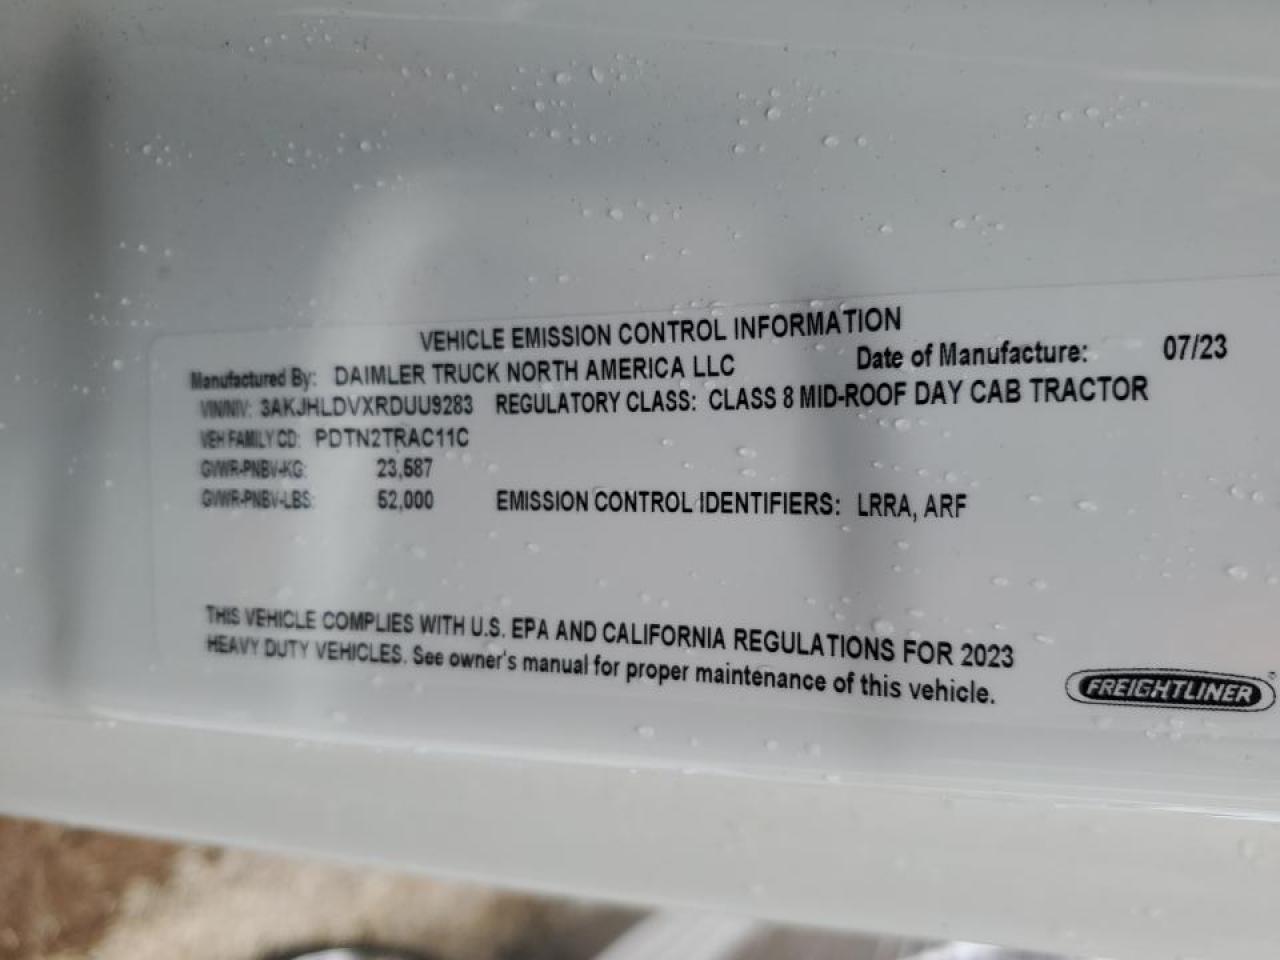 VEHICLE EMISSION CONTROL INFORMATION
Manufactured By: DAIMLER TRUCK NORTH AMERICA LLC Date of Manufacture: 07/23
VIN/NIV: 3AKJHLDVXRDUU9283 REGULATORY CLASS: CLASS 8 MID-ROOF DAY CAB TRACTOR
VEH FAMILY CD: PDTN2TRAC11C
GVWR-PNBV-KG: 23,587
GVWR-PNBV-LBS: 52,000 EMISSION CONTROL IDENTIFIERS: LRRA, ARF
THIS VEHICLE COMPLIES WITH U.S. EPA AND CALIFORNIA REGULATIONS FOR 2023
HEAVY DUTY VEHICLES. See owner's manual for proper maintenance of this vehicle.
FREIGHTLINER